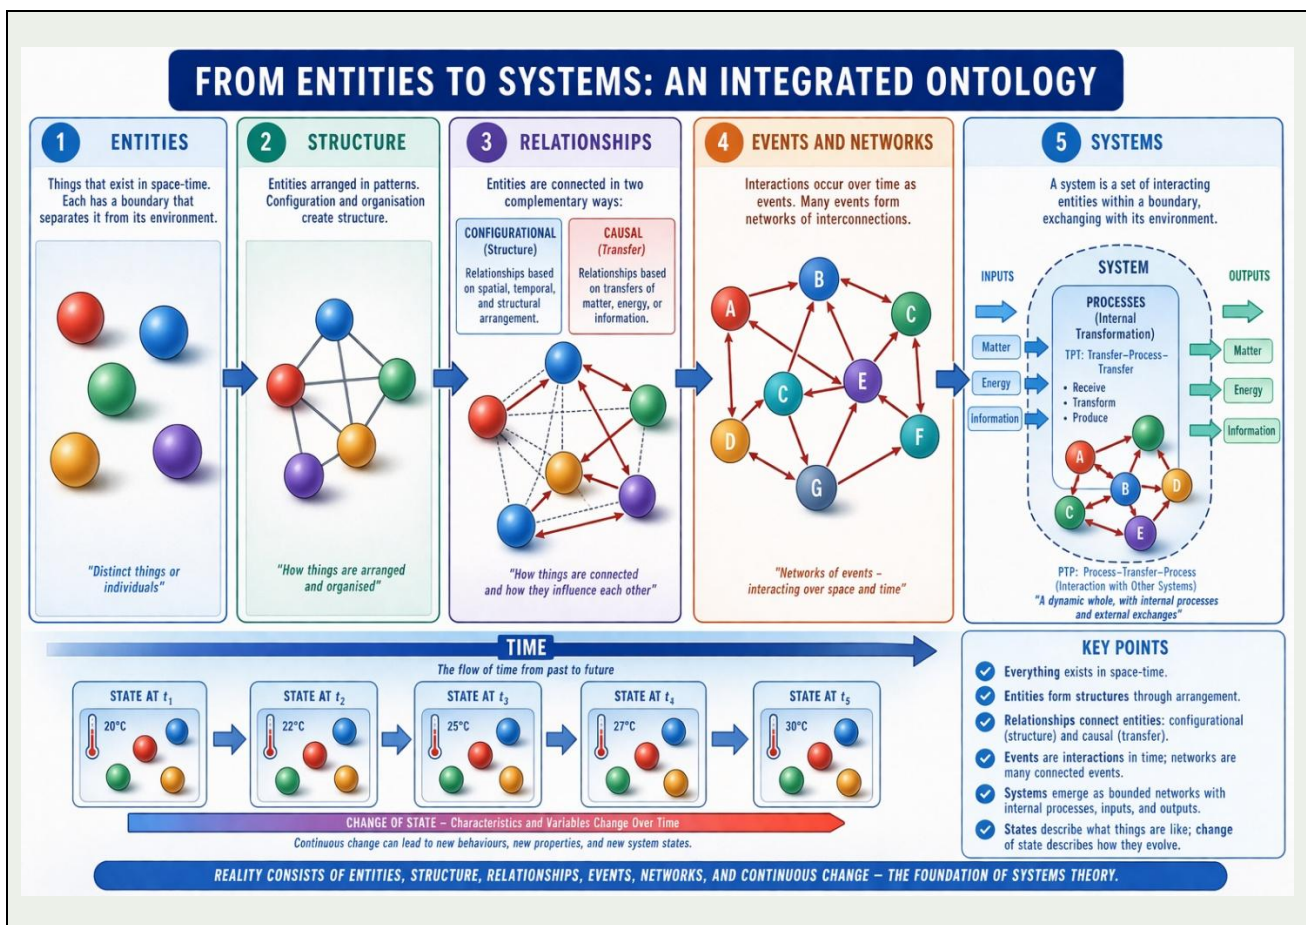 FROM ENTITIES TO SYSTEMS: AN INTEGRATED ONTOLOGY
1 ENTITIES
Things that exist in space-time.
Each has a boundary that
separates it from its environment.
"Distinct things or
individuals"
2 STRUCTURE
Entities arranged in patterns.
Configuration and organisation
create structure.
"How things are arranged
and organised"
3 RELATIONSHIPS
Entities are connected in two
complementary ways:
CONFIGURATIONAL
(Structure)
Relationships based
on spatial, temporal,
and structural
arrangement.
CAUSAL
(Transfer)
Relationships based
on transfers of
matter, energy, or
information.
"How things are connected
and how they influence each other"
4 EVENTS AND NETWORKS
Interactions occur over time as
events. Many events form
networks of interconnections.
B
A
C
E
C
D
F
G
"Networks of events –
interacting over space and time"
5 SYSTEMS
A system is a set of interacting
entities within a boundary,
exchanging with its environment.
INPUTS
Matter
Energy
Information
SYSTEM
PROCESSES
(Internal
Transformation)
TPT: Transfer–Process–
Transfer
• Receive
• Transform
• Produce
A
B
D
C
E
OUTPUTS
Matter
Energy
Information
PTP: Process–Transfer–Process
(Interaction with Other Systems)
"A dynamic whole, with internal processes
and external exchanges"
TIME
The flow of time from past to future
STATE AT t₁
20°C
STATE AT t₂
22°C
STATE AT t₃
25°C
STATE AT t₄
27°C
STATE AT t₅
30°C
CHANGE OF STATE – Characteristics and Variables Change Over Time
Continuous change can lead to new behaviours, new properties, and new system states.
KEY POINTS
Everything exists in space-time.
Entities form structures through arrangement.
Relationships connect entities: configurational
(structure) and causal (transfer).
Events are interactions in time; networks are
many connected events.
Systems emerge as bounded networks with
internal processes, inputs, and outputs.
States describe what things are like; change
of state describes how they evolve.
REALITY CONSISTS OF ENTITIES, STRUCTURE, RELATIONSHIPS, EVENTS, NETWORKS, AND CONTINUOUS CHANGE – THE FOUNDATION OF SYSTEMS THEORY.